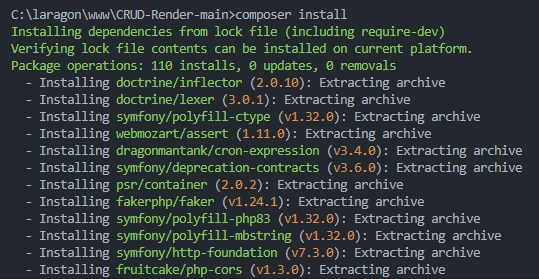 C:\laragon\www\CRUD-Render-main>composer install
Installing dependencies from lock file (including require-dev)
Verifying lock file contents can be installed on current platform.
Package operations: 110 installs, 0 updates, 0 removals
- Installing doctrine/inflector (2.0.10): Extracting archive
- Installing doctrine/lexer (3.0.1): Extracting archive
- Installing symfony/polyfill-ctype (v1.32.0): Extracting archive
- Installing webmozart/assert (1.11.0): Extracting archive
- Installing dragonmantank/cron-expression (v3.4.0): Extracting archive
- Installing symfony/deprecation-contracts (v3.6.0): Extracting archive
- Installing psr/container (2.0.2): Extracting archive
- Installing fakerphp/faker (v1.24.1): Extracting archive
- Installing symfony/polyfill-php83 (v1.32.0): Extracting archive
- Installing symfony/polyfill-mbstring (v1.32.0): Extracting archive
- Installing symfony/http-foundation (v7.3.0): Extracting archive
- Installing fruitcake/php-cors (v1.3.0): Extracting archive